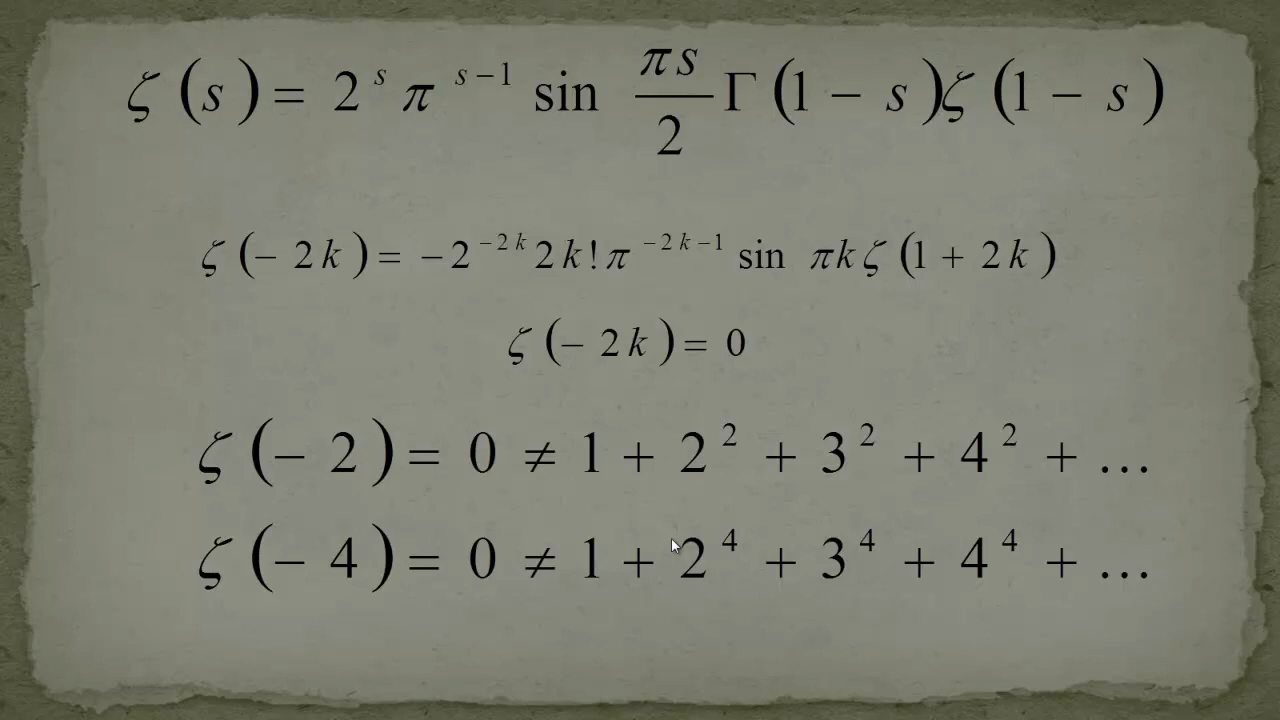 ζ(s) = 2^s π^(s−1) sin (πs/2) Γ(1 − s)ζ(1 − s)
ζ(− 2k) = −2^(−2k) 2k! π^(−2k−1) sin πk ζ(1 + 2k)
ζ(− 2k) = 0
ζ(− 2) = 0 ≠ 1 + 2² + 3² + 4² + ...
ζ(− 4) = 0 ≠ 1 + 2⁴ + 3⁴ + 4⁴ + ...